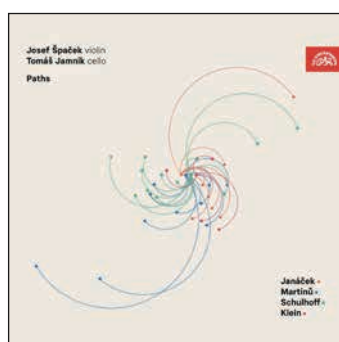 Josef Špaček violin
Tomáš Jamník cello
Paths
Janáček
Martinů
Schulhoff
Klein